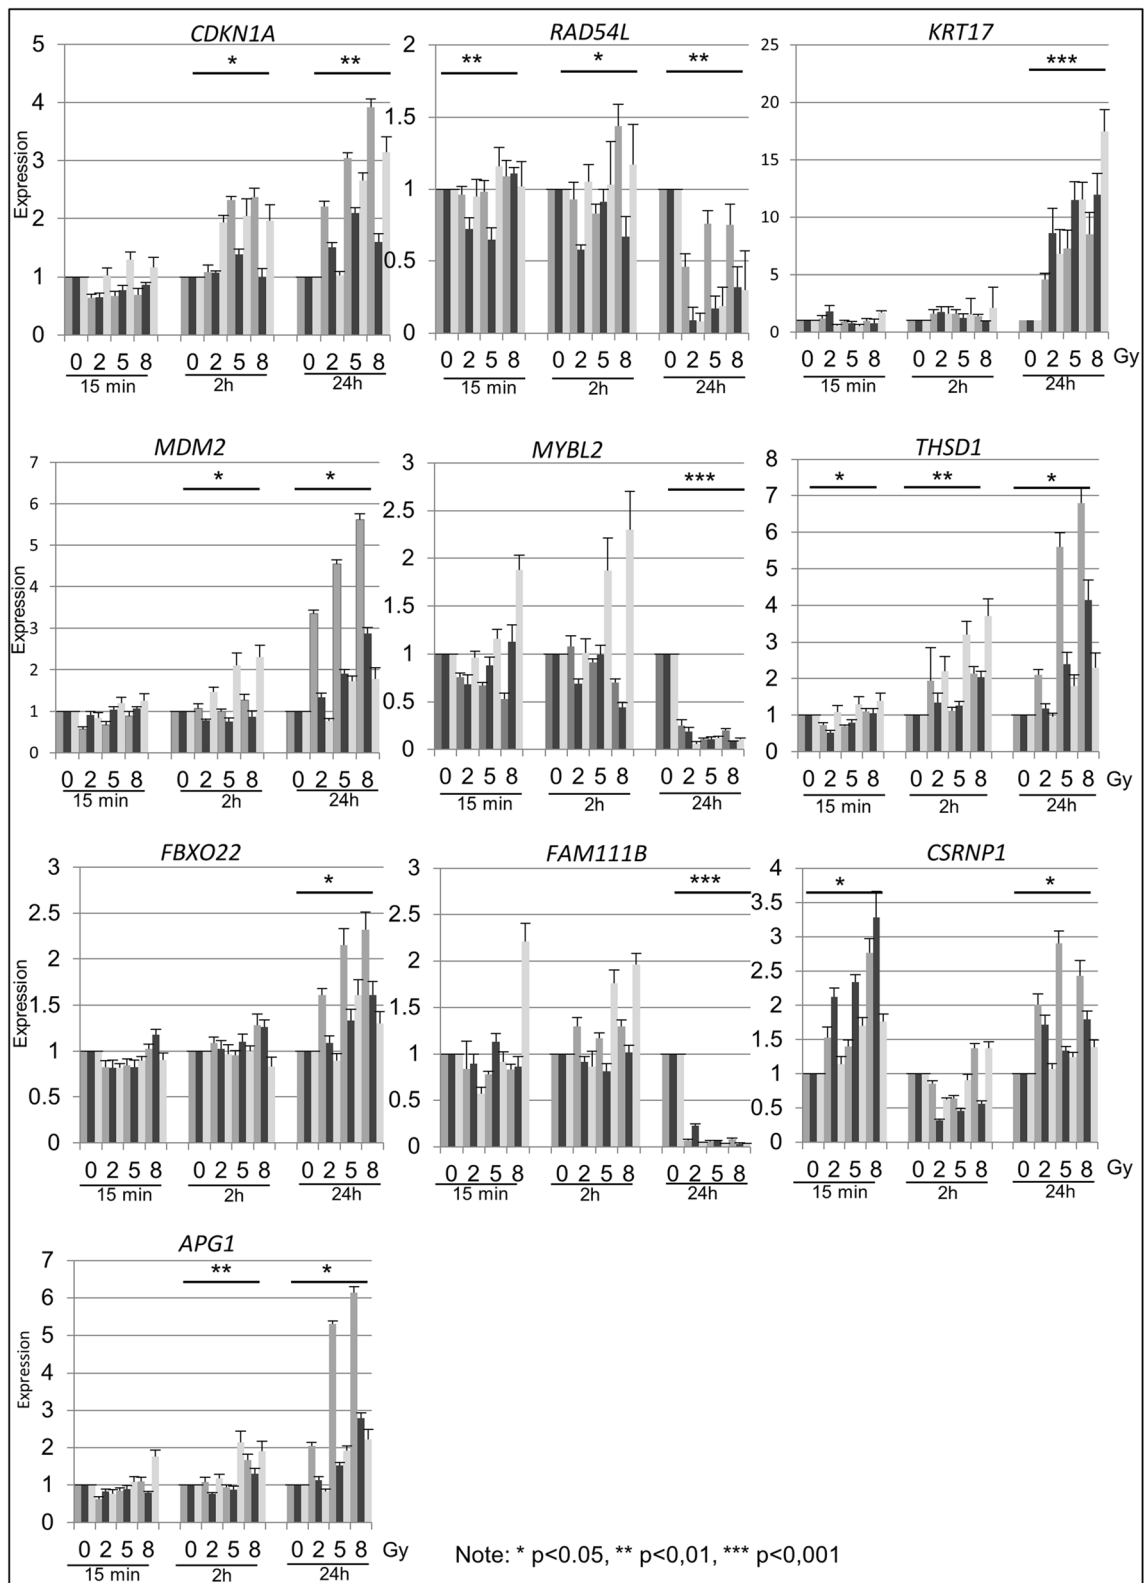 CDKN1A
5
4
3
2
1
0
Expression
*
**
0 2 5 8 0 2 5 8 0 2 5 8
15 min 2h 24h
RAD54L
2
1.5
1
0.5
0
**
*
**
0 2 5 8 0 2 5 8 0 2 5 8
15 min 2h 24h
KRT17
25
20
15
10
5
0
***
0 2 5 8 0 2 5 8 0 2 5 8 Gy
15 min 2h 24h
MDM2
7
6
5
4
3
2
1
0
Expression
*
*
0 2 5 8 0 2 5 8 0 2 5 8
15 min 2h 24h
MYBL2
3
2.5
2
1.5
1
0.5
0
***
0 2 5 8 0 2 5 8 0 2 5 8
15 min 2h 24h
THSD1
8
7
6
5
4
3
2
1
0
*
**
*
0 2 5 8 0 2 5 8 0 2 5 8 Gy
15 min 2h 24h
FBXO22
3
2.5
2
1.5
1
0.5
0
Expression
*
0 2 5 8 0 2 5 8 0 2 5 8
15 min 2h 24h
FAM111B
3
2.5
2
1.5
1
0.5
0
***
0 2 5 8 0 2 5 8 0 2 5 8
15 min 2h 24h
CSRNP1
4
3.5
3
2.5
2
1.5
1
0.5
0
*
*
0 2 5 8 0 2 5 8 0 2 5 8 Gy
15 min 2h 24h
APG1
7
6
5
4
3
2
1
0
Expression
**
*
0 2 5 8 0 2 5 8 0 2 5 8 Gy
15 min 2h 24h
Note: * p<0.05, ** p<0,01, *** p<0,001